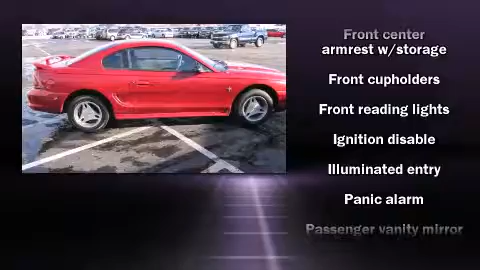 Front center
armrest w/storage
Front cupholders
Front reading lights
Ignition disable
Illuminated entry
Panic alarm
Passenger vanity mirror